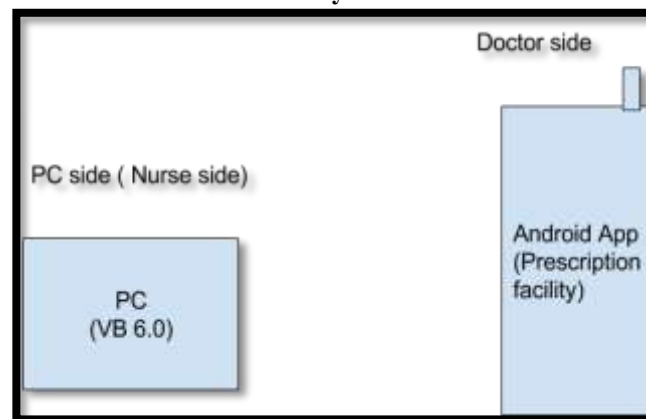 Doctor side
PC side ( Nurse side)
Android App
(Prescription
facility)
PC
(VB 6.0)